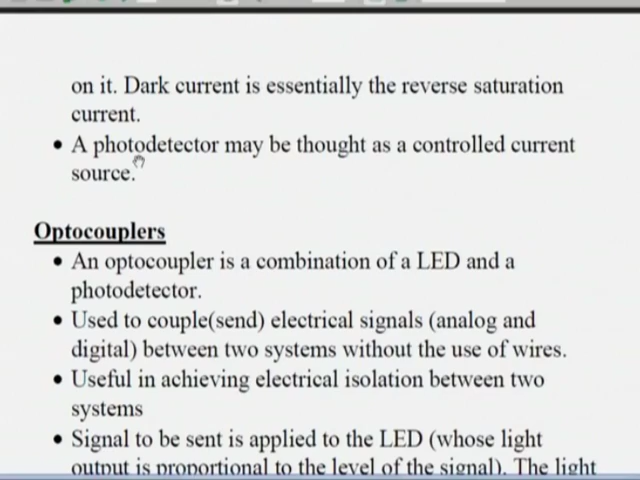 on it. Dark current is essentially the reverse saturation
current.
• A photodetector may be thought as a controlled current
source.
Optocouplers
• An optocoupler is a combination of a LED and a
photodetector.
• Used to couple(send) electrical signals (analog and
digital) between two systems without the use of wires.
• Useful in achieving electrical isolation between two
systems
• Signal to be sent is applied to the LED (whose light
output is proportional to the level of the signal). The light